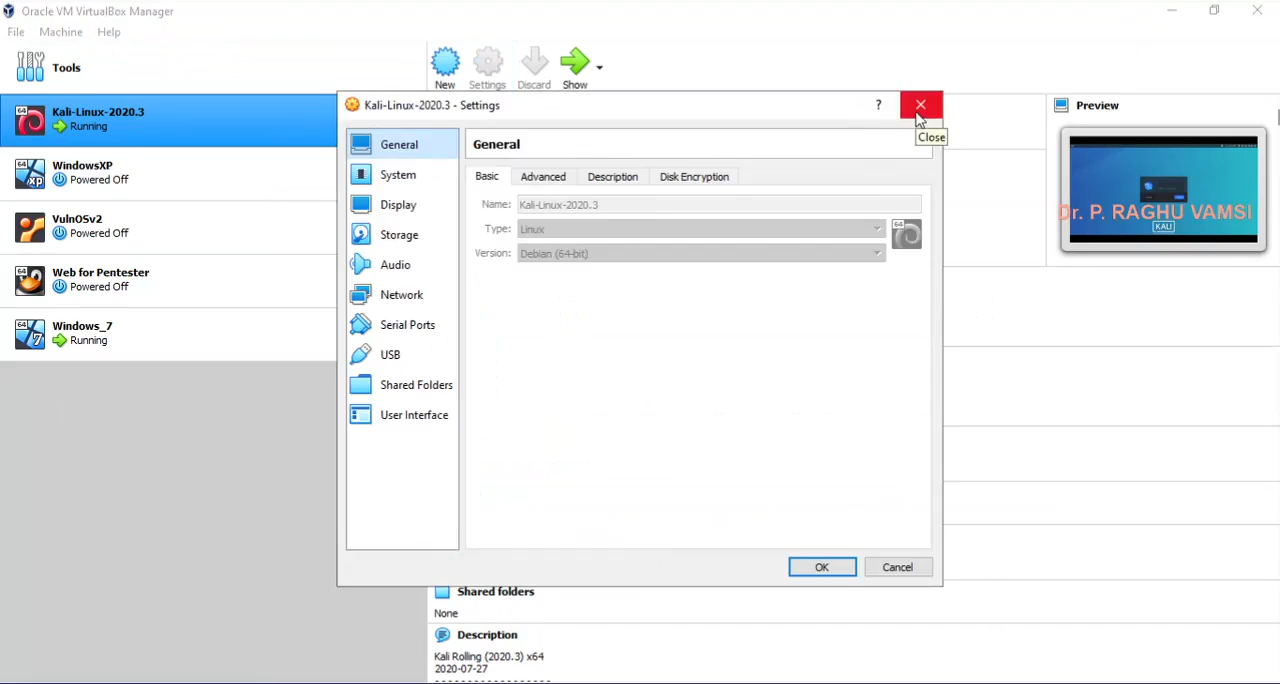 Oracle VM VirtualBox Manager
File Machine Help
Tools
New Settings Discard Show
Kali-Linux-2020.3
Running
WindowsXP
Powered Off
VulnOSv2
Powered Off
Web for Pentester
Powered Off
Windows_7
Running
Kali-Linux-2020.3 - Settings
?
Close
General
System
Display
Storage
Audio
Network
Serial Ports
USB
Shared Folders
User Interface
General
Basic Advanced Description Disk Encryption
Name: Kali-Linux-2020.3
Type: Linux
Version: Debian (64-bit)
OK Cancel
Preview
Dr. P. RAGHU VAMSI
KALI
Shared folders
None
Description
Kali Rolling (2020.3) x64
2020-07-27